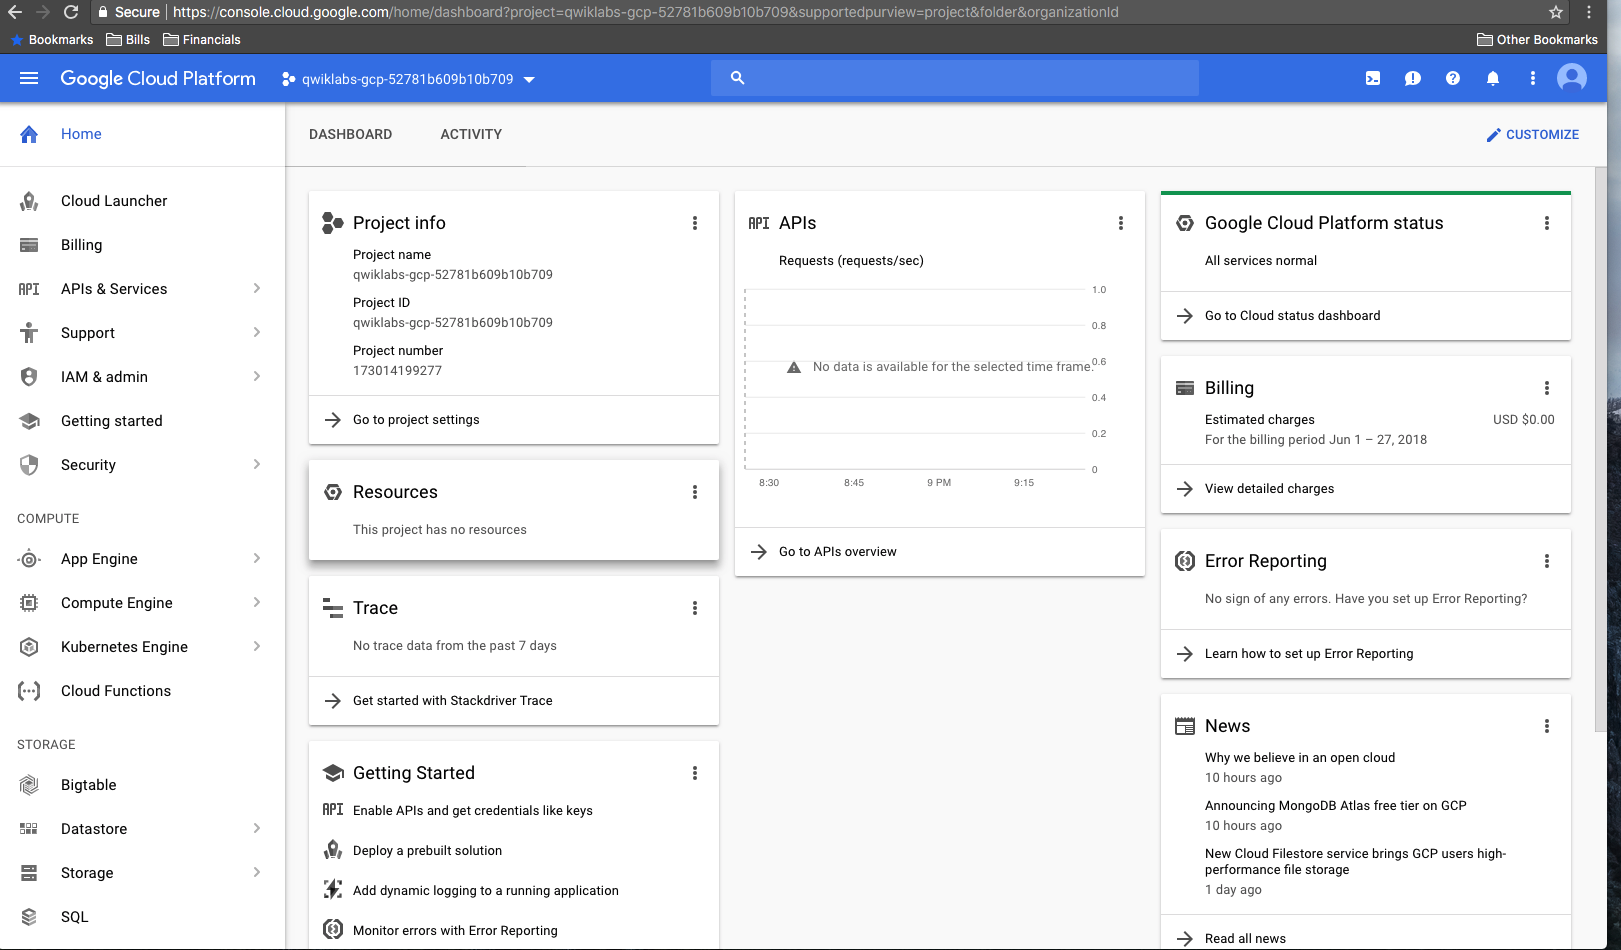 Secure
https://console.cloud.google.com/home/dashboard?project=qwiklabs-gcp-52781b609b10b709&supportedpurview=project&folder&organizationId
Bookmarks
Bills
Financials
Other Bookmarks
Google Cloud Platform
qwiklabs-gcp-52781b609b10b709
Home
Cloud Launcher
Billing
API
APIs & Services
Support
IAM & admin
Getting started
Security
COMPUTE
App Engine
Compute Engine
Kubernetes Engine
Cloud Functions
STORAGE
Bigtable
Datastore
Storage
SQL
DASHBOARD
ACTIVITY
CUSTOMIZE
Project info
Project name
qwiklabs-gcp-52781b609b10b709
Project ID
qwiklabs-gcp-52781b609b10b709
Project number
173014199277
Go to project settings
Resources
This project has no resources
Trace
No trace data from the past 7 days
Get started with Stackdriver Trace
Getting Started
API
Enable APIs and get credentials like keys
Deploy a prebuilt solution
Add dynamic logging to a running application
Monitor errors with Error Reporting
API
APIs
Requests (requests/sec)
1.0
0.8
0.6
No data is available for the selected time frame.
0.4
0.2
0
8:30
8:45
9 PM
9:15
Go to APIs overview
Google Cloud Platform status
All services normal
Go to Cloud status dashboard
Billing
Estimated charges
USD $0.00
For the billing period Jun 1 – 27, 2018
View detailed charges
Error Reporting
No sign of any errors. Have you set up Error Reporting?
Learn how to set up Error Reporting
News
Why we believe in an open cloud
10 hours ago
Announcing MongoDB Atlas free tier on GCP
10 hours ago
New Cloud Filestore service brings GCP users high-
performance file storage
1 day ago
Read all news